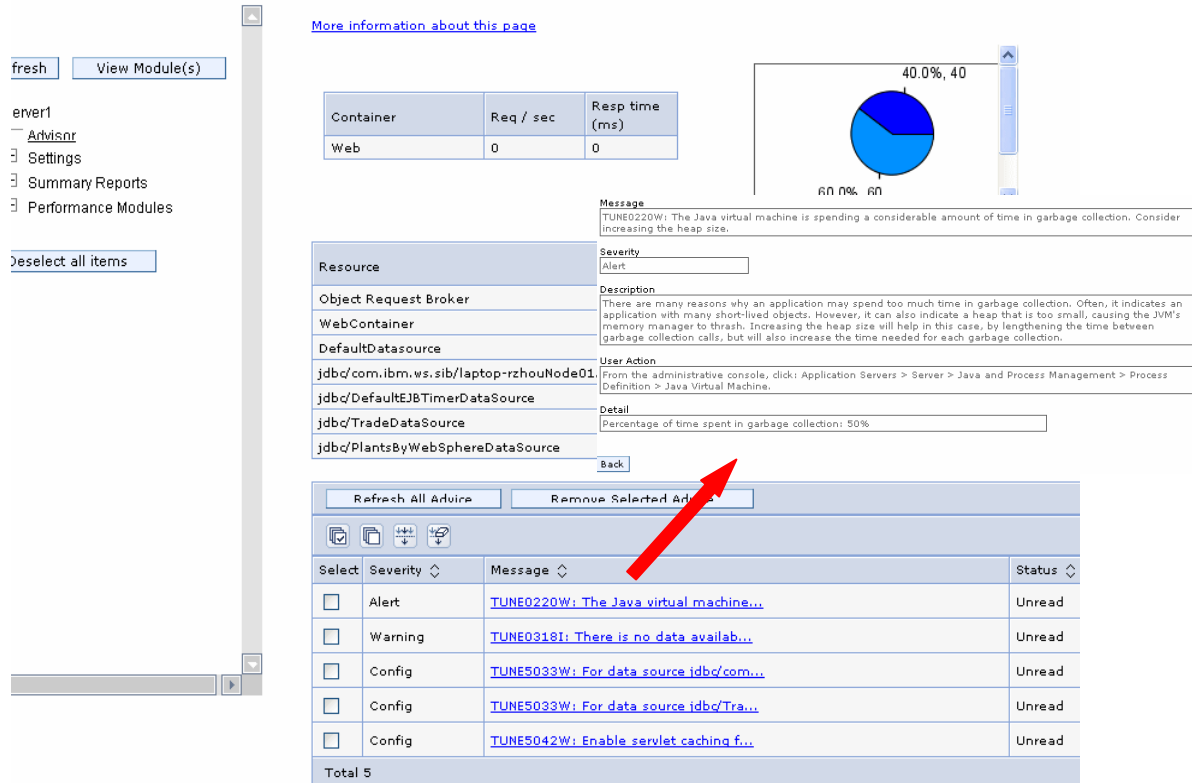 More information about this page
fresh
View Module(s)
erver1
Advisor
Settings
Summary Reports
Performance Modules
Deselect all items
Container Req / sec Resp time
(ms)
Web 0 0
40.0%, 40
60.0%, 60
Message
TUNE0220W: The Java virtual machine is spending a considerable amount of time in garbage collection. Consider
increasing the heap size.
Severity
Alert
Description
There are many reasons why an application may spend too much time in garbage collection. Often, it indicates an
application with many short-lived objects. However, it can also indicate a heap that is too small, causing the JVM's
memory manager to thrash. Increasing the heap size will help in this case, by lengthening the time between
garbage collection calls, but will also increase the time needed for each garbage collection.
User Action
From the administrative console, click: Application Servers > Server > Java and Process Management > Process
Definition > Java Virtual Machine.
Detail
Percentage of time spent in garbage collection: 50%
Back
Resource
Object Request Broker
WebContainer
DefaultDatasource
jdbc/com.ibm.ws.sib/laptop-rzhouNode01.
jdbc/DefaultEJBTimerDataSource
jdbc/TradeDataSource
jdbc/PlantsByWebSphereDataSource
Refresh All Advice
Remove Selected Advice
Select Severity Message Status
Alert TUNE0220W: The Java virtual machine... Unread
Warning TUNE0318I: There is no data availab... Unread
Config TUNE5033W: For data source jdbc/com... Unread
Config TUNE5033W: For data source jdbc/Tra... Unread
Config TUNE5042W: Enable servlet caching f... Unread
Total 5